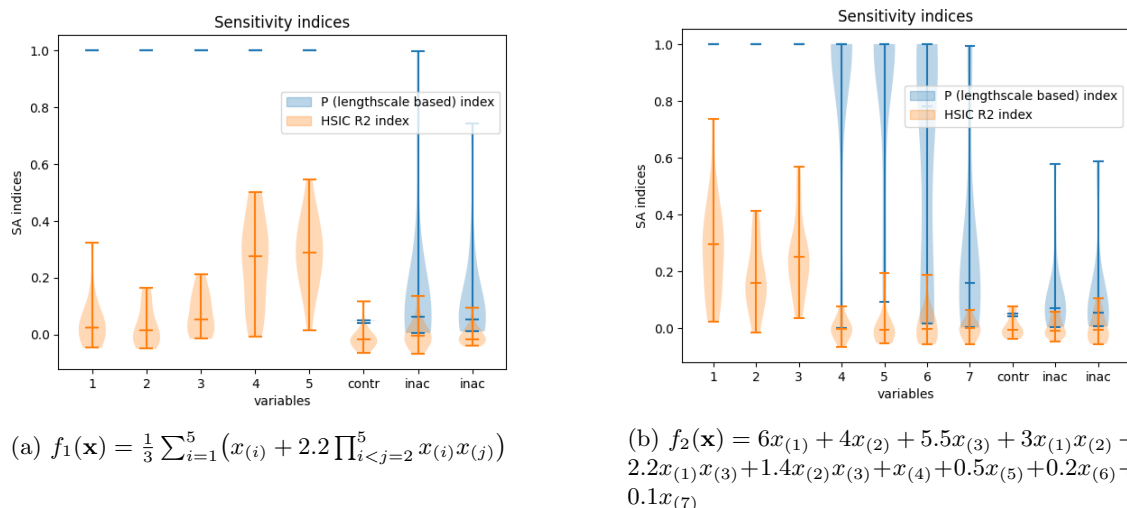 Sensitivity indices
1.0
0.8
0.6
0.4
0.2
0.0
SA indices
P (lengthscale based) index
HSIC R2 index
1 2 3 4 5 contr inac inac
variables
(a) f₁(𝐱) = 1/3 ∑⁵ᵢ₌₁ (x₍ᵢ₎ + 2.2 ∏⁵ᵢ<ⱼ₌₂ x₍ᵢ₎x₍ⱼ₎)
Sensitivity indices
1.0
0.8
0.6
0.4
0.2
0.0
SA indices
P (lengthscale based) index
HSIC R2 index
1 2 3 4 5 6 7 contr inac inac
variables
(b) f₂(𝐱) = 6x₍₁₎ + 4x₍₂₎ + 5.5x₍₃₎ + 3x₍₁₎x₍₂₎
2.2x₍₁₎x₍₃₎+1.4x₍₂₎x₍₃₎+x₍₄₎+0.5x₍₅₎+0.2x₍₆₎
0.1x₍₇₎